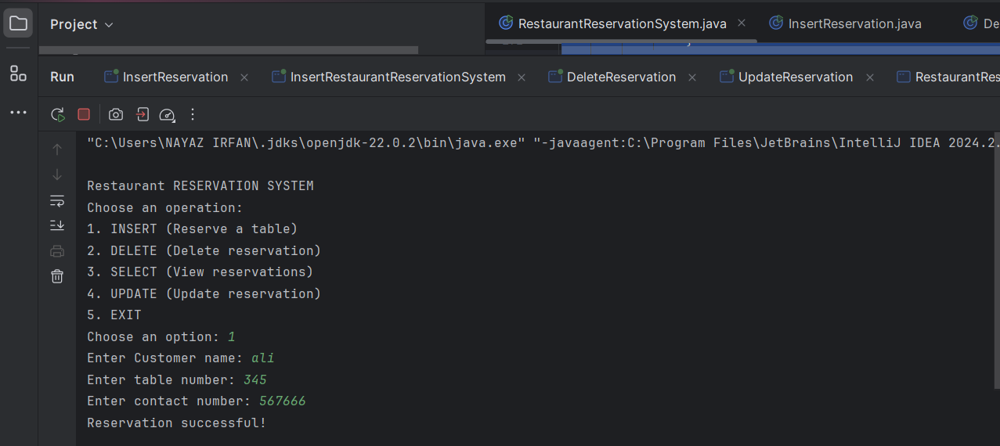 Project
RestaurantReservationSystem.java
InsertReservation.java
De
Run
InsertReservation
InsertRestaurantReservationSystem
DeleteReservation
UpdateReservation
RestaurantRes
"C:\Users\NAYAZ IRFAN\.jdks\openjdk-22.0.2\bin\java.exe" "-javaagent:C:\Program Files\JetBrains\IntelliJ IDEA 2024.2.
Restaurant RESERVATION SYSTEM
Choose an operation:
1. INSERT (Reserve a table)
2. DELETE (Delete reservation)
3. SELECT (View reservations)
4. UPDATE (Update reservation)
5. EXIT
Choose an option: 1
Enter Customer name: ali
Enter table number: 345
Enter contact number: 567666
Reservation successful!